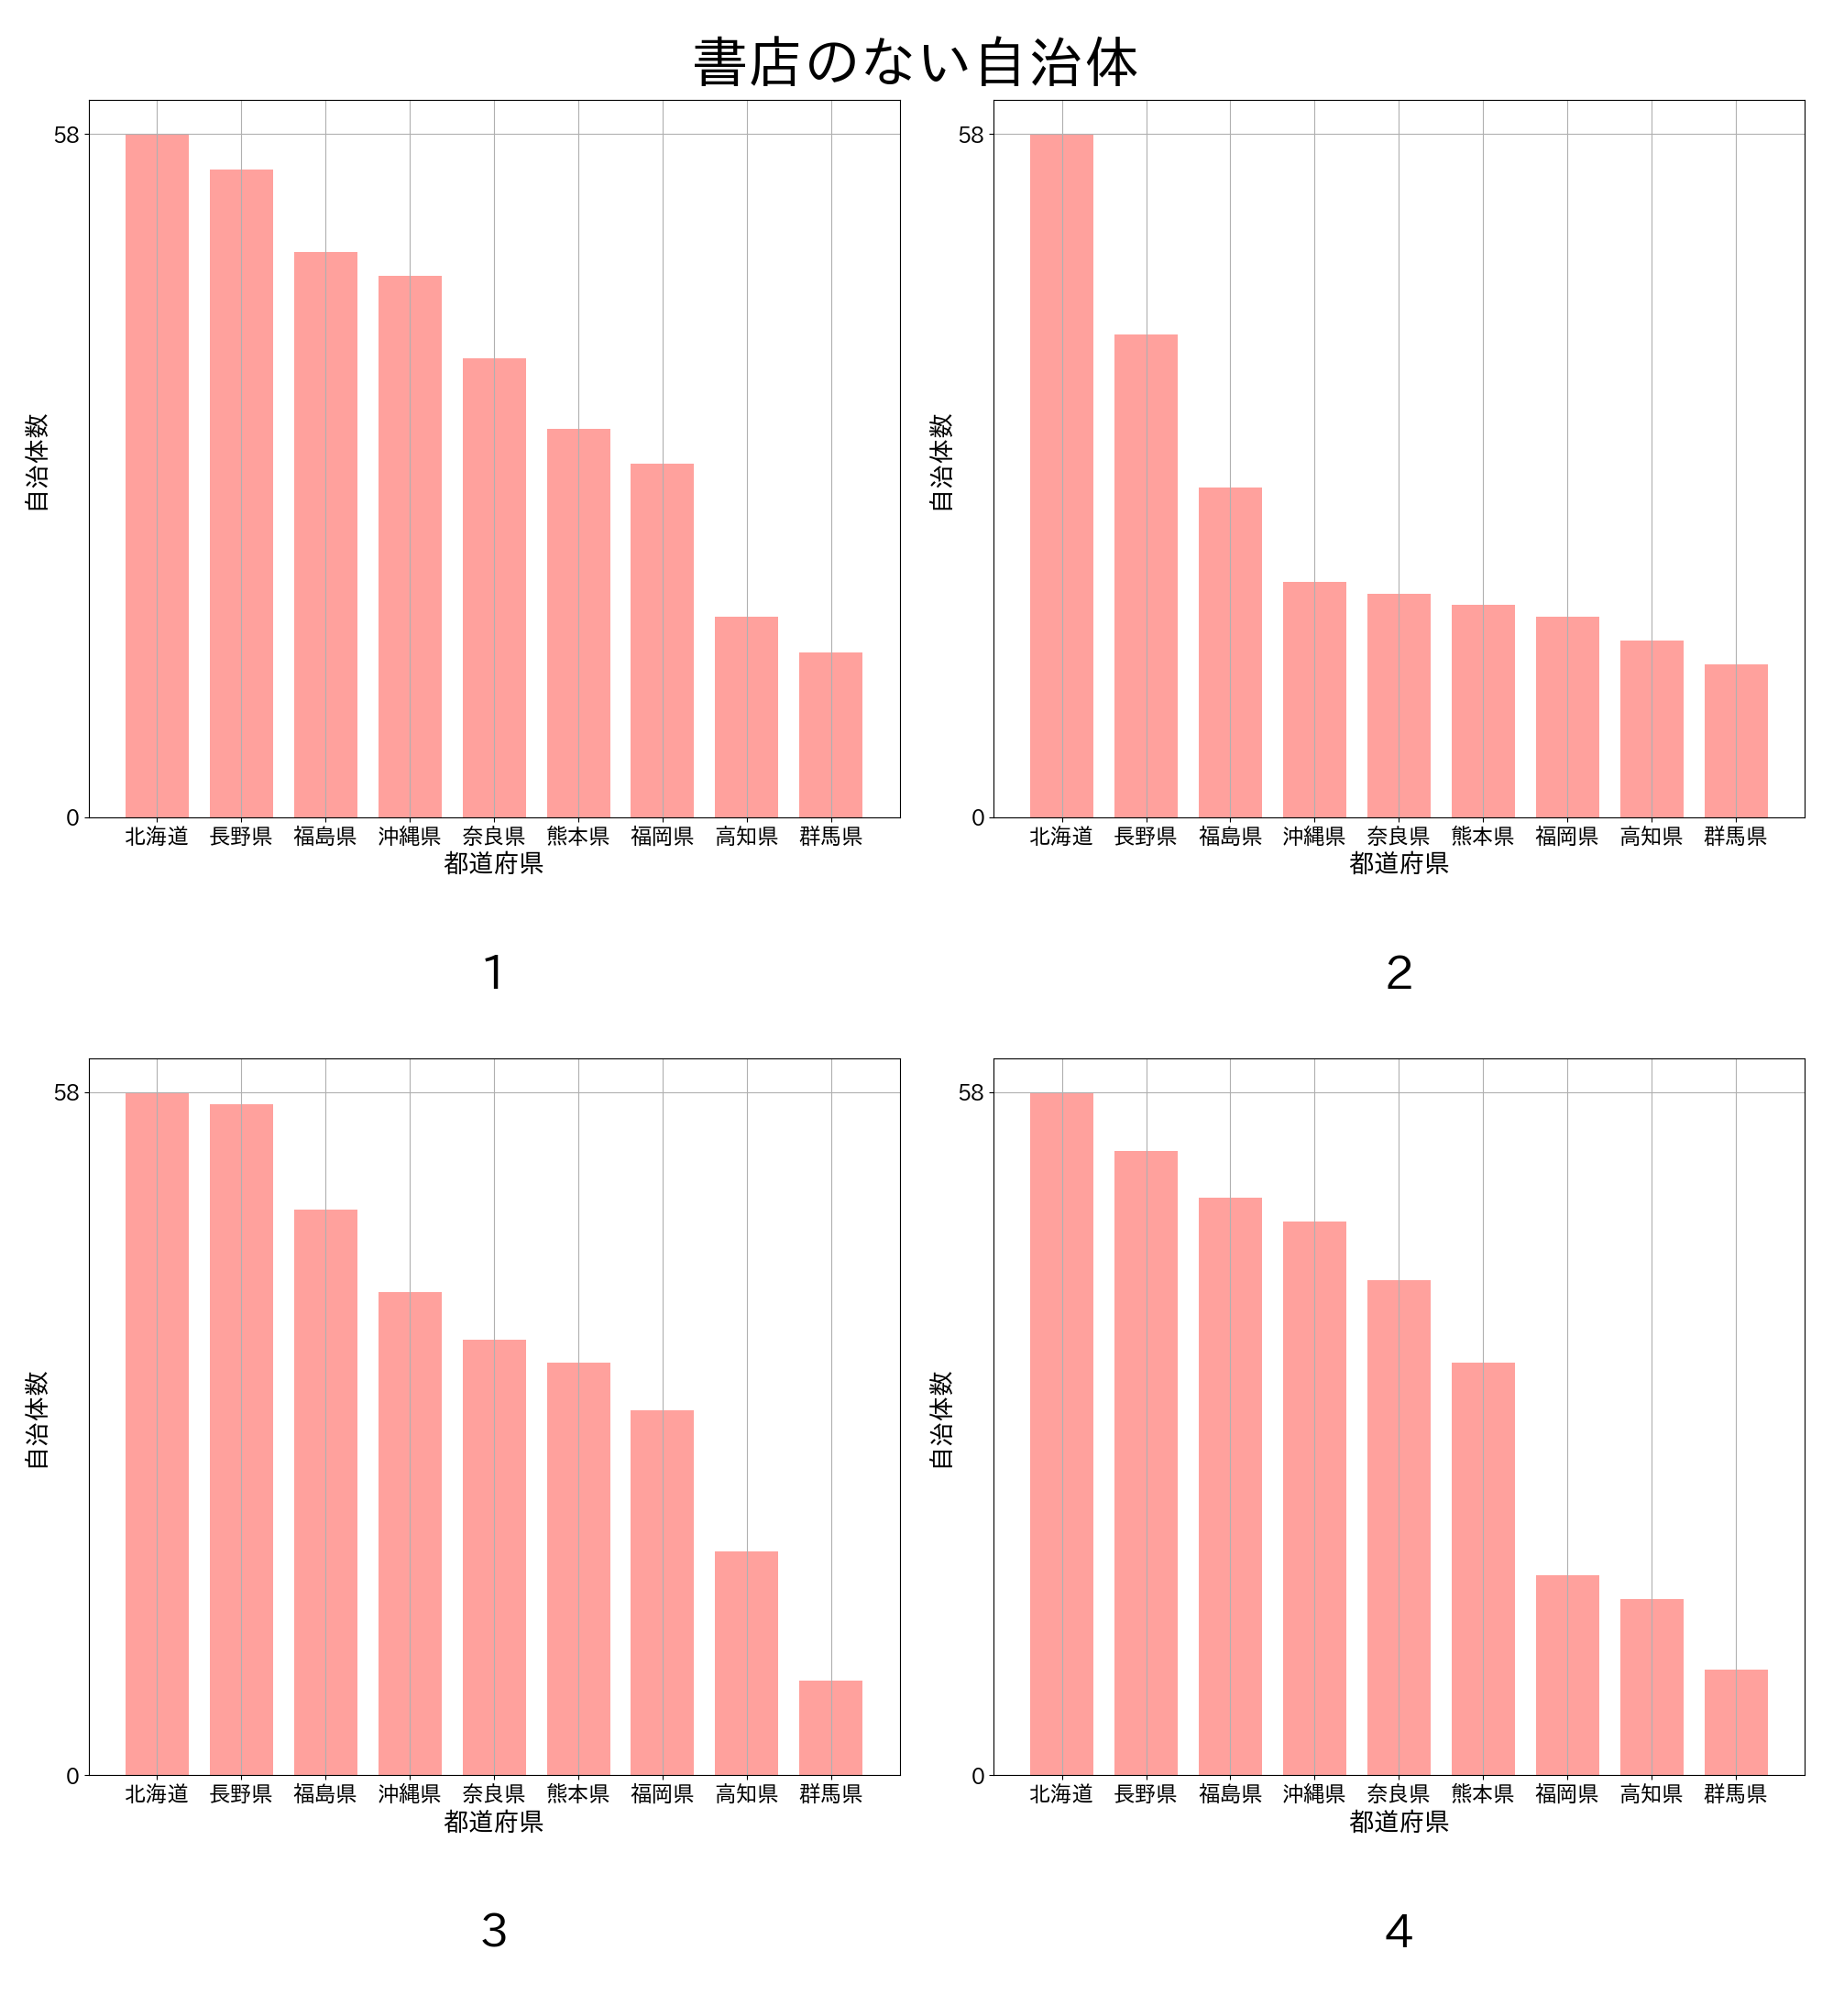 書店のない自治体
58
0
自治体数
北海道 長野県 福島県 沖縄県 奈良県 熊本県 福岡県 高知県 群馬県
都道府県
1
58
0
自治体数
北海道 長野県 福島県 沖縄県 奈良県 熊本県 福岡県 高知県 群馬県
都道府県
2
58
0
自治体数
北海道 長野県 福島県 沖縄県 奈良県 熊本県 福岡県 高知県 群馬県
都道府県
3
58
0
自治体数
北海道 長野県 福島県 沖縄県 奈良県 熊本県 福岡県 高知県 群馬県
都道府県
4